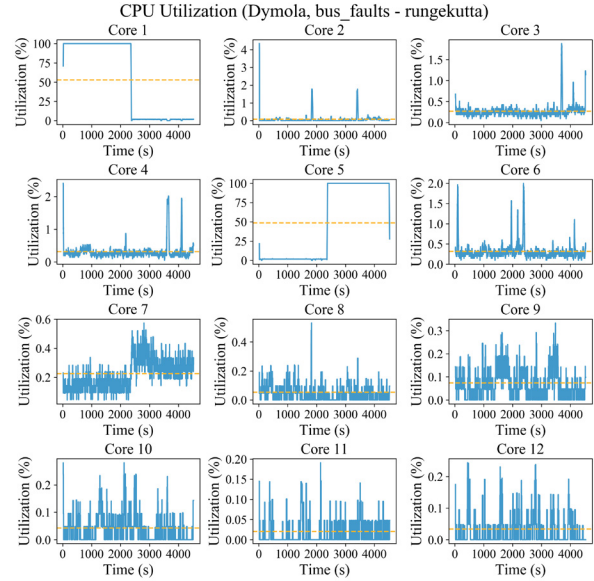 CPU Utilization (Dymola, bus_faults - rungekutta)
Core 1 Core 2 Core 3
Utilization (%) 100 75 50 25 0 Utilization (%) 4 3 2 1 0 Utilization (%) 1.5 1.0 0.5 0.0
0 1000 2000 3000 4000 0 1000 2000 3000 4000 0 1000 2000 3000 4000
Time (s) Time (s) Time (s)
Core 4 Core 5 Core 6
Utilization (%) 2 1 0 Utilization (%) 100 75 50 25 0 Utilization (%) 2.0 1.5 1.0 0.5 0.0
0 1000 2000 3000 4000 0 1000 2000 3000 4000 0 1000 2000 3000 4000
Time (s) Time (s) Time (s)
Core 7 Core 8 Core 9
Utilization (%) 0.6 0.4 0.2 Utilization (%) 0.4 0.2 0.0 Utilization (%) 0.3 0.2 0.1 0.0
0 1000 2000 3000 4000 0 1000 2000 3000 4000 0 1000 2000 3000 4000
Time (s) Time (s) Time (s)
Core 10 Core 11 Core 12
Utilization (%) 0.2 0.1 0.0 Utilization (%) 0.20 0.15 0.10 0.05 0.00 Utilization (%) 0.2 0.1 0.0
0 1000 2000 3000 4000 0 1000 2000 3000 4000 0 1000 2000 3000 4000
Time (s) Time (s) Time (s)